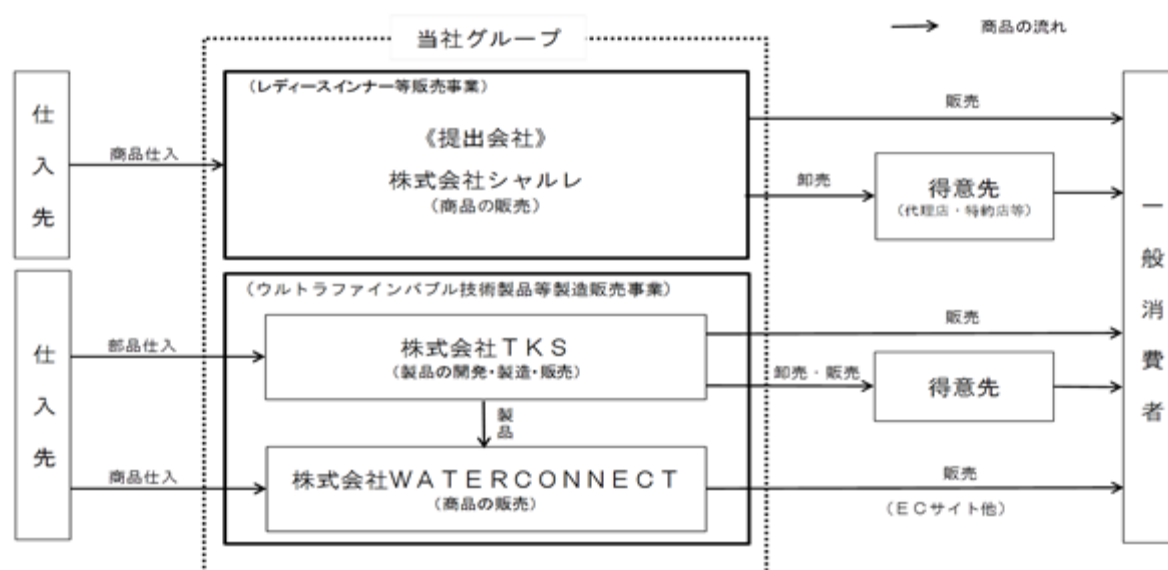 当社グループ
商品の流れ
仕入先
商品仕入
（レディースインナー等販売事業）
《提出会社》
株式会社シャルレ
（商品の販売）
販売
卸売
得意先
（代理店・特約店等）
一般消費者
仕入先
部品仕入
商品仕入
（ウルトラファインバブル技術製品等製造販売事業）
株式会社ＴＫＳ
（製品の開発・製造・販売）
製品
株式会社ＷＡＴＥＲＣＯＮＮＥＣＴ
（商品の販売）
販売
卸売・販売
得意先
販売
（ＥＣサイト他）